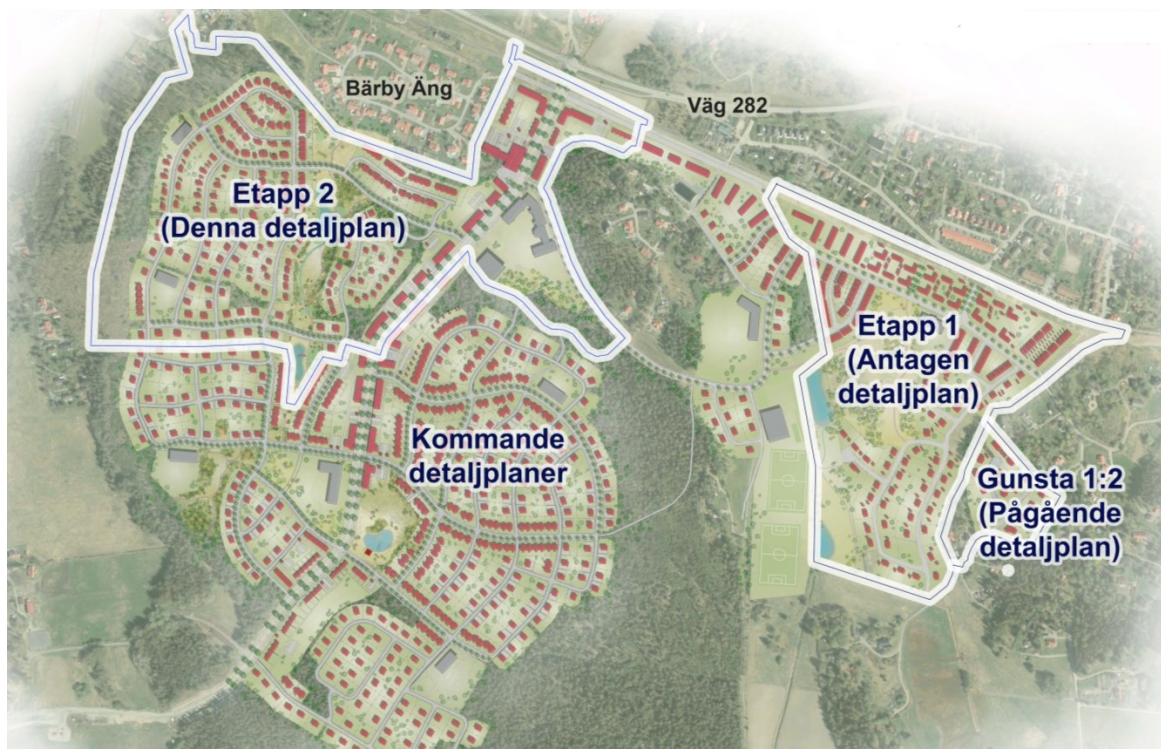 Bärby Äng
Väg 282
Etapp 2
(Denna detaljplan)
Etapp 1
(Antagen
detaljplan)
Kommande
detaljplaner
Gunsta 1:2
(Pågående
detaljplan)